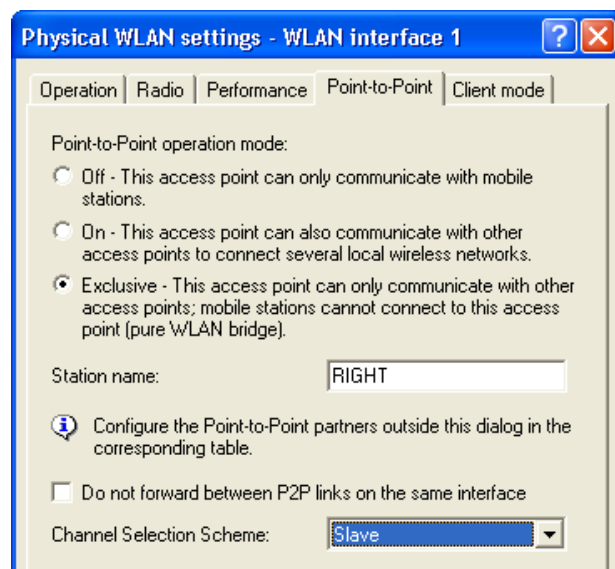 Physical WLAN settings - WLAN interface 1
Operation Radio Performance Point-to-Point Client mode
Point-to-Point operation mode:
Off - This access point can only communicate with mobile
stations.
On - This access point can also communicate with other
access points to connect several local wireless networks.
Exclusive - This access point can only communicate with other
access points; mobile stations cannot connect to this access
point (pure WLAN bridge).
Station name: RIGHT
Configure the Point-to-Point partners outside this dialog in the
corresponding table.
Do not forward between P2P links on the same interface
Channel Selection Scheme: Slave